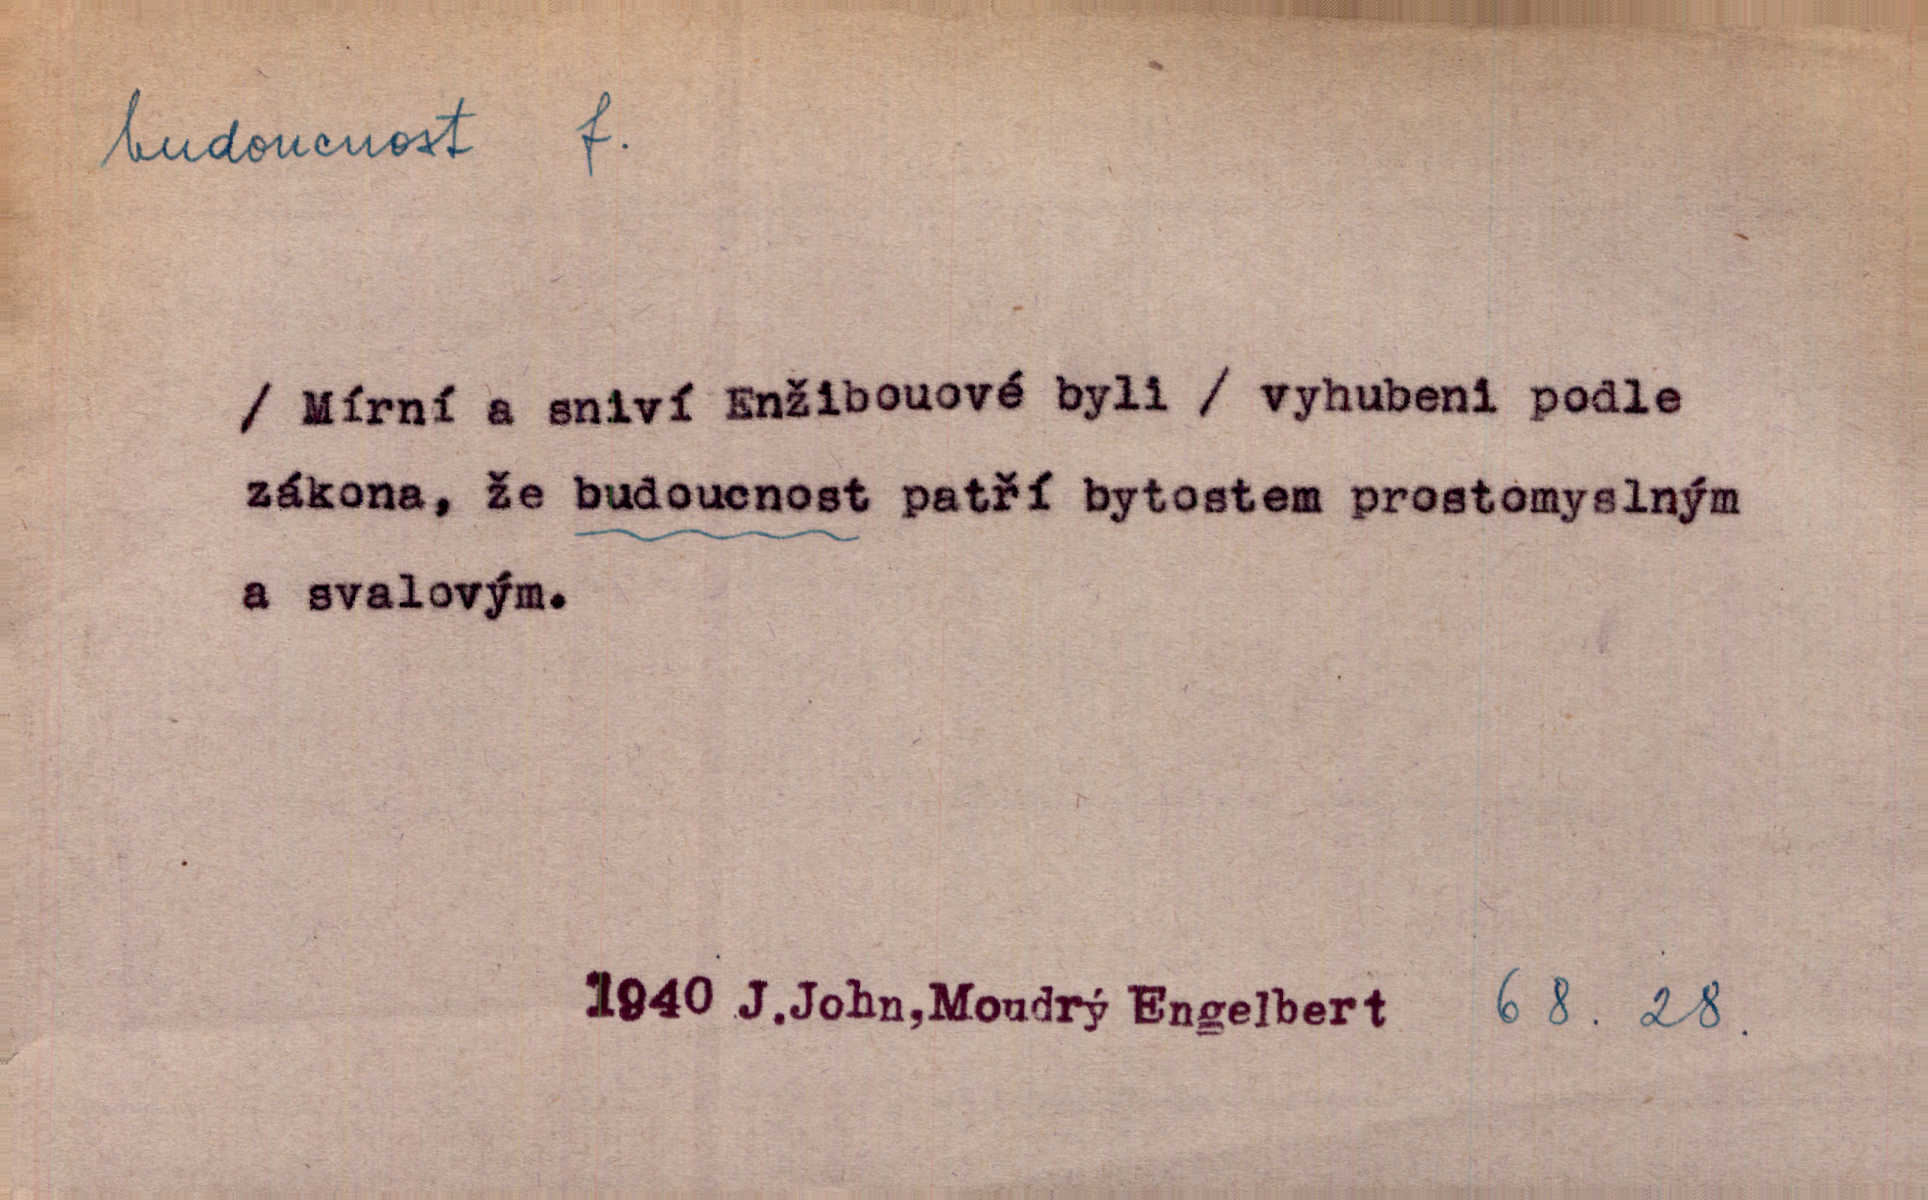 budoucnost f.
/ Mírní a sniví Enžibouové byli / vyhubeni podle
zákona, že budoucnost patří bytostem prostomyslným
a svalovým.
1940 J.John,Moudrý Engelbert 68. 28.